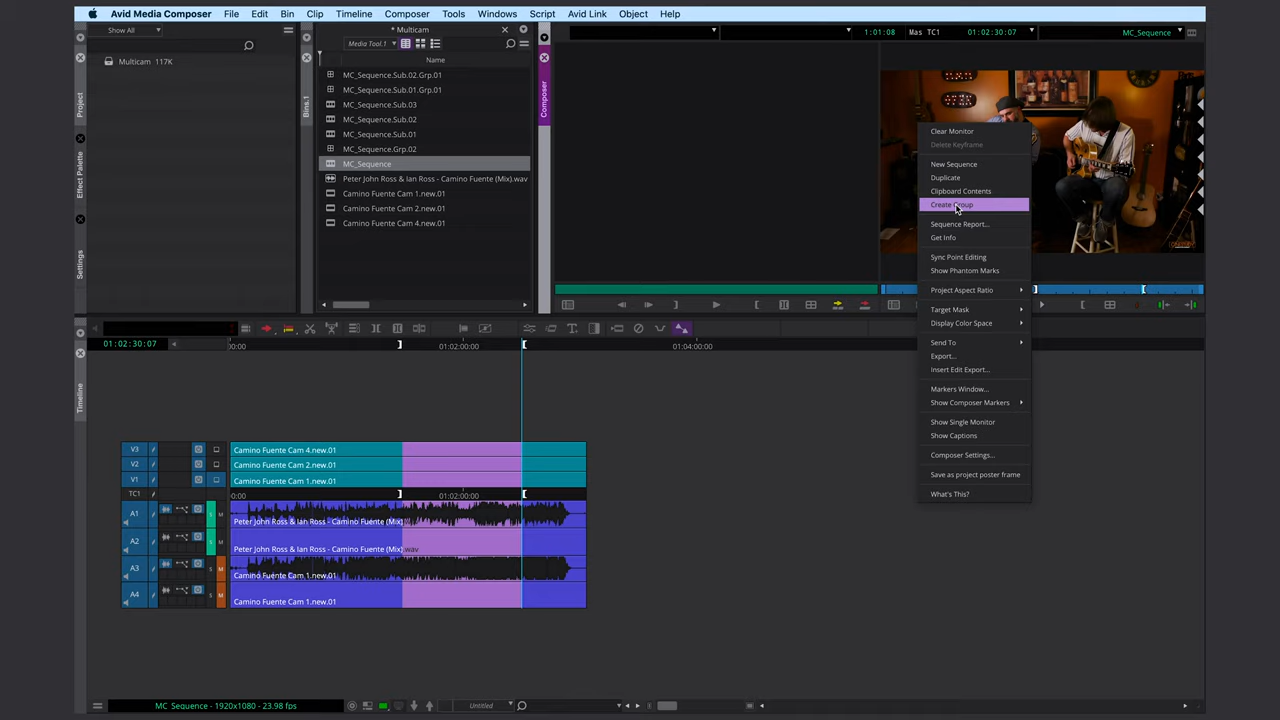 Avid Media Composer File Edit Bin Clip Timeline Composer Tools Windows Script Avid Link Object Help
Show All
Multicam 117K
Project
Effect Palette
Settings
* Multicam
Media Tool.1
Bins.1
Name
MC_Sequence.Sub.02.Grp.01
MC_Sequence.Sub.01.Grp.01
MC_Sequence.Sub.03
MC_Sequence.Sub.02
MC_Sequence.Sub.01
MC_Sequence.Grp.02
MC_Sequence
Peter John Ross & Ian Ross - Camino Fuente (Mix).wav
Camino Fuente Cam 1.new.01
Camino Fuente Cam 2.new.01
Camino Fuente Cam 4.new.01
Composer
1:01:08 Mas TC1 01:02:30:07 MC_Sequence
Clear Monitor
Delete Keyframe
New Sequence
Duplicate
Clipboard Contents
Create Group
Sequence Report...
Get Info
Sync Point Editing
Show Phantom Marks
Project Aspect Ratio
Target Mask
Display Color Space
Send To
Export...
Insert Edit Export...
Markers Window...
Show Composer Markers
Show Single Monitor
Show Captions
Composer Settings...
Save as project poster frame
What's This?
Timeline
01:02:30:07
00:00 01:02:00:00 01:04:00:00
V3 Camino Fuente Cam 4.new.01
V2 Camino Fuente Cam 2.new.01
V1 Camino Fuente Cam 1.new.01
TC1 0:00 01:02:00:00
A1 Peter John Ross & Ian Ross - Camino Fuente (Mix)
A2 Peter John Ross & Ian Ross - Camino Fuente (Mix).wav
A3 Camino Fuente Cam 1.new.01
A4 Camino Fuente Cam 1.new.01
S M
S M
S M
S M
MC_Sequence - 1920x1080 - 23.98 fps
Untitled